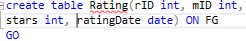 create table Rating(rID int, mID int,
stars int, ratingDate date) ON FG
GO